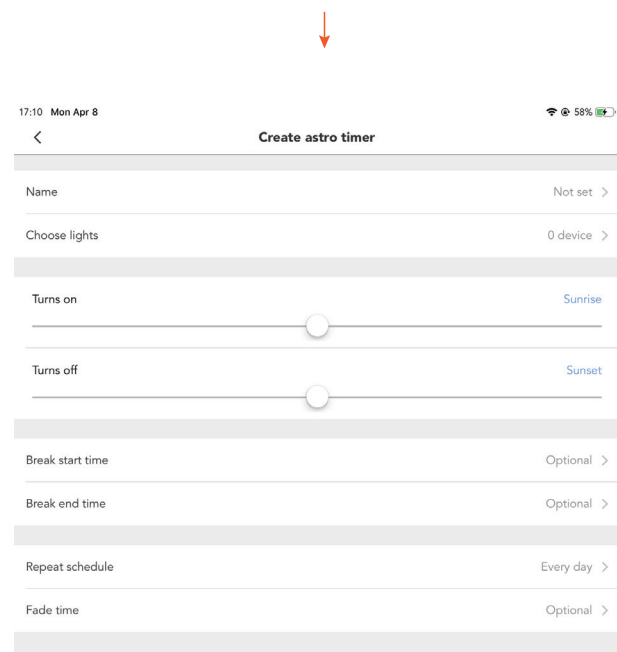 17:10 Mon Apr 8 58%
Create astro timer
Name Not set
Choose lights 0 device
Turns on Sunrise
Turns off Sunset
Break start time Optional
Break end time Optional
Repeat schedule Every day
Fade time Optional